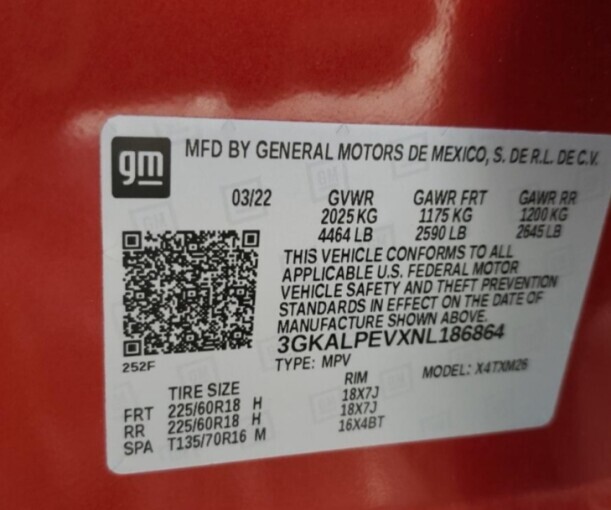 gm
MFD BY GENERAL MOTORS DE MEXICO, S. DE R.L. DE C.V.
03/22 GVWR GAWR FRT GAWR RR
2025 KG 1175 KG 1200 KG
4464 LB 2590 LB 2645 LB
THIS VEHICLE CONFORMS TO ALL
APPLICABLE U.S. FEDERAL MOTOR
VEHICLE SAFETY AND THEFT PREVENTION
STANDARDS IN EFFECT ON THE DATE OF
MANUFACTURE SHOWN ABOVE.
3GKALPEVXNL186864
252F
TYPE: MPV MODEL: X4TXM26
TIRE SIZE RIM
FRT 225/60R18 H 18X7J
RR 225/60R18 H 18X7J
SPA T135/70R16 M 16X4BT